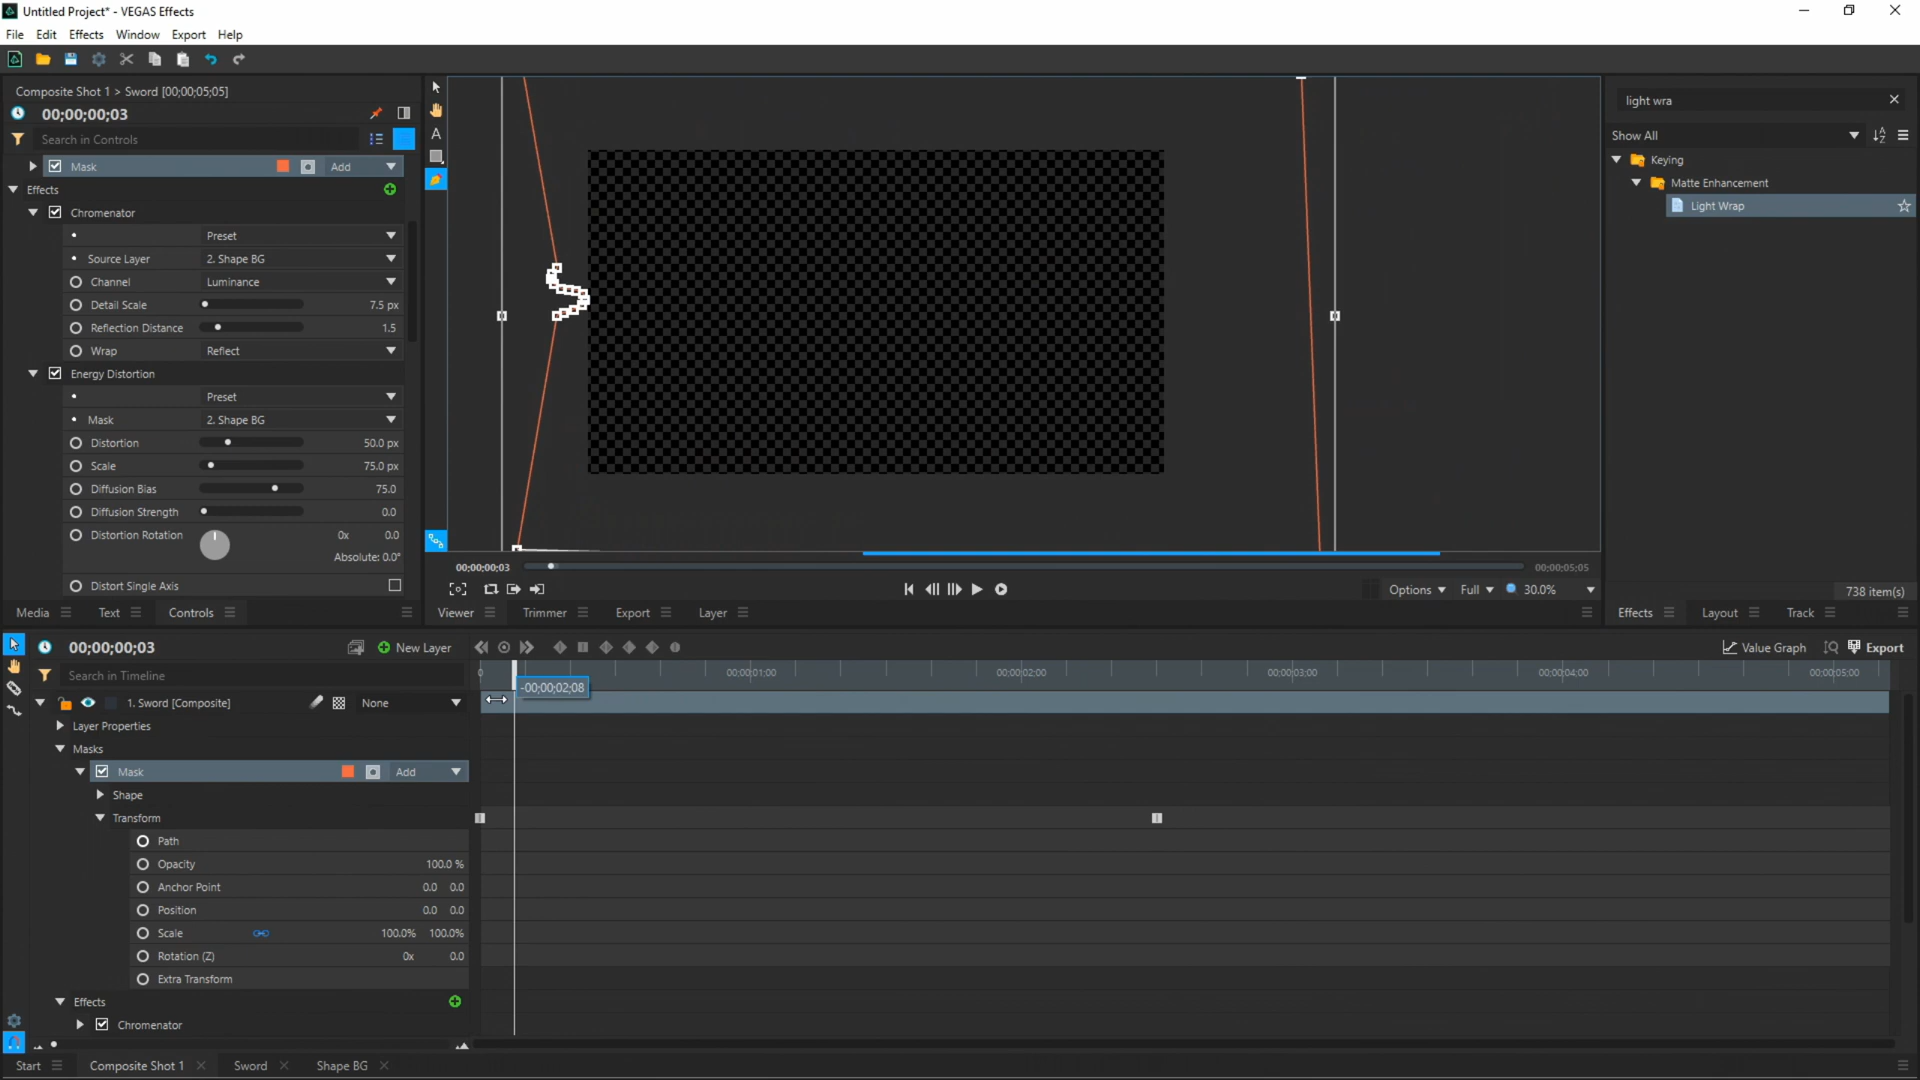 Untitled Project* - VEGAS Effects
File Edit Effects Window Export Help
Composite Shot 1 > Sword [00;00;05;05]
00;00;00;03
Search in Controls
Mask Add
Effects
Chromenator
Preset
Source Layer 2. Shape BG
Channel Luminance
Detail Scale 7.5 px
Reflection Distance 1.5
Wrap Reflect
Energy Distortion
Preset
Mask 2. Shape BG
Distortion 50.0 px
Scale 75.0 px
Diffusion Bias 75.0
Diffusion Strength 0.0
Distortion Rotation 0x 0.0
Absolute: 0.0°
Distort Single Axis
Media Text Controls
A
00;00;00;03 00;00;05;05
Options Full 30.0%
Viewer Trimmer Export Layer
light wra
Show All
Keying
Matte Enhancement
Light Wrap
738 item(s)
Effects Layout Track
00;00;00;03 New Layer Value Graph Export
Search in Timeline
0 00;00;01;00 00;00;02;00 00;00;03;00 00;00;04;00 00;00;05;00
-00;00;02;08
1. Sword [Composite] None
Layer Properties
Masks
Mask Add
Shape
Transform
Path
Opacity 100.0 %
Anchor Point 0.0 0.0
Position 0.0 0.0
Scale 100.0% 100.0%
Rotation (Z) 0x 0.0
Extra Transform
Effects
Chromenator
Start Composite Shot 1 Sword Shape BG